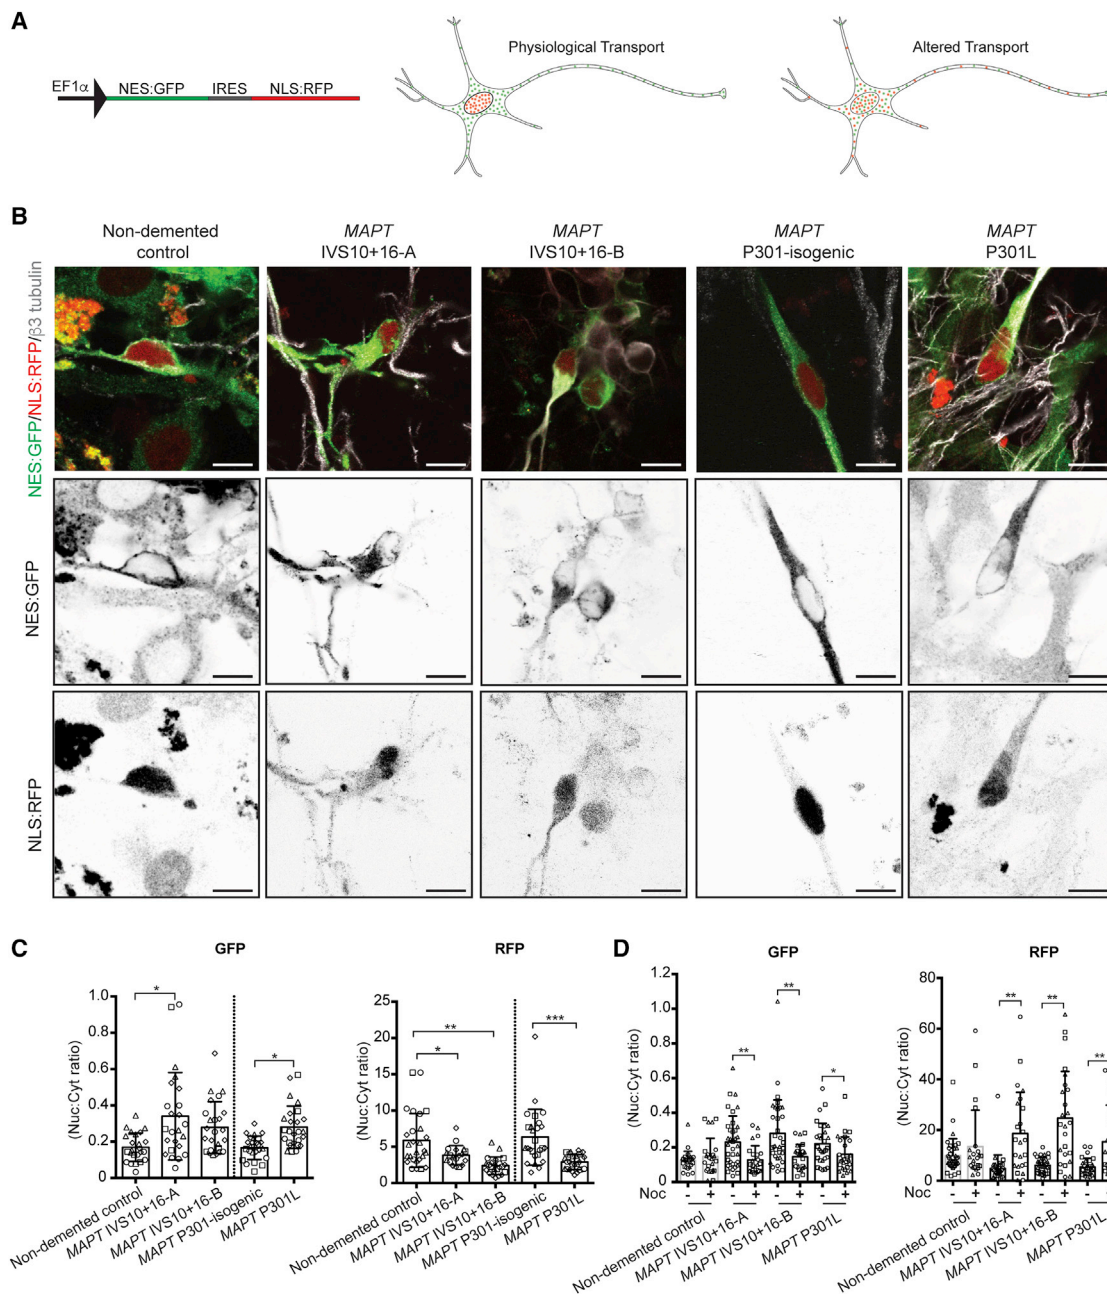 A
EF1α
NES:GFP
IRES
NLS:RFP
Physiological Transport
Altered Transport
B
Non-demented
control
MAPT
IVS10+16-A
MAPT
IVS10+16-B
MAPT
P301-isogenic
MAPT
P301L
NES:GFP/NLS:RFP/β3 tubulin
NES:GFP
NLS:RFP
C
GFP
(Nuc:Cyt ratio)
1.0
0.8
0.6
0.4
0.2
0
*
*
Non-demented control
MAPT IVS10+16-A
MAPT IVS10+16-B
MAPT P301-isogenic
MAPT P301L
RFP
(Nuc:Cyt ratio)
25
20
15
10
5
0
**
*
***
Non-demented control
MAPT IVS10+16-A
MAPT IVS10+16-B
MAPT P301-isogenic
MAPT P301L
D
GFP
(Nuc:Cyt ratio)
1.2
1.0
0.8
0.6
0.4
0.2
0
**
**
*
Noc
- + - + - + - +
Non-demented control
MAPT IVS10+16-A
MAPT IVS10+16-B
MAPT P301L
RFP
(Nuc:Cyt ratio)
80
60
40
20
0
**
**
**
Noc
- + - + - + - +
Non-demented control
MAPT IVS10+16-A
MAPT IVS10+16-B
MAPT P301L